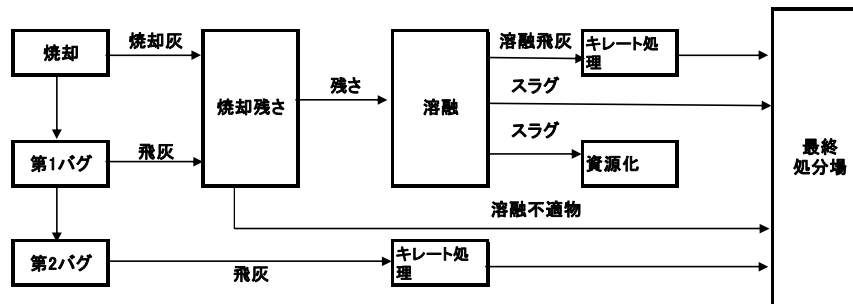 焼却
焼却灰
焼却残さ
残さ
溶融
溶融飛灰
キレート処
理
スラグ
スラグ
資源化
最終
処分場
第1バグ
飛灰
溶融不適物
第2バグ
飛灰
キレート処
理